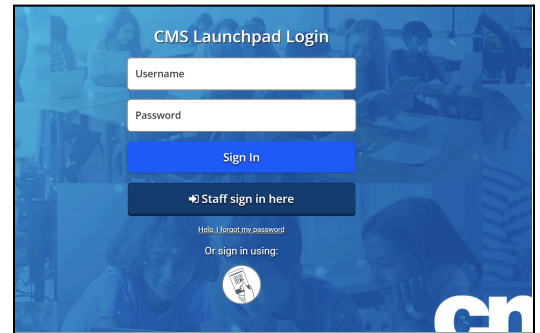 CMS Launchpad Login
Username
Password
Sign In
Staff sign in here
Help, I forgot my password
Or sign in using: